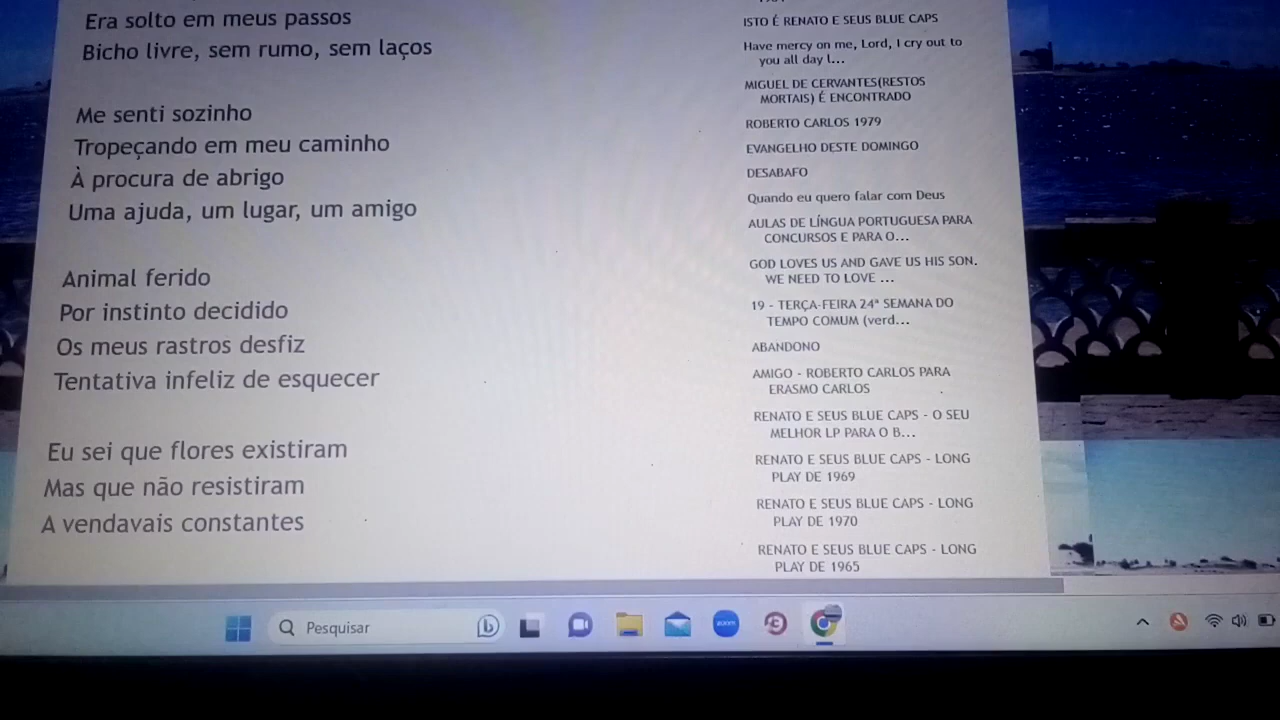 Era solto em meus passos
Bicho livre, sem rumo, sem laços
Me senti sozinho
Tropeçando em meu caminho
À procura de abrigo
Uma ajuda, um lugar, um amigo
Animal ferido
Por instinto decidido
Os meus rastros desfiz
Tentativa infeliz de esquecer
Eu sei que flores existiram
Mas que não resistiram
A vendavais constantes
ISTO É RENATO E SEUS BLUE CAPS
Have mercy on me, Lord, I cry out to
you all day l...
MIGUEL DE CERVANTES(RESTOS
MORTAIS) É ENCONTRADO
ROBERTO CARLOS 1979
EVANGELHO DESTE DOMINGO
DESABAFO
Quando eu quero falar com Deus
AULAS DE LÍNGUA PORTUGUESA PARA
CONCURSOS E PARA O...
GOD LOVES US AND GAVE US HIS SON.
WE NEED TO LOVE ...
19 - TERÇA-FEIRA 24ª SEMANA DO
TEMPO COMUM (verd...
ABANDONO
AMIGO - ROBERTO CARLOS PARA
ERASMO CARLOS
RENATO E SEUS BLUE CAPS - O SEU
MELHOR LP PARA O B...
RENATO E SEUS BLUE CAPS - LONG
PLAY DE 1969
RENATO E SEUS BLUE CAPS - LONG
PLAY DE 1970
RENATO E SEUS BLUE CAPS - LONG
PLAY DE 1965
Pesquisar
zoom